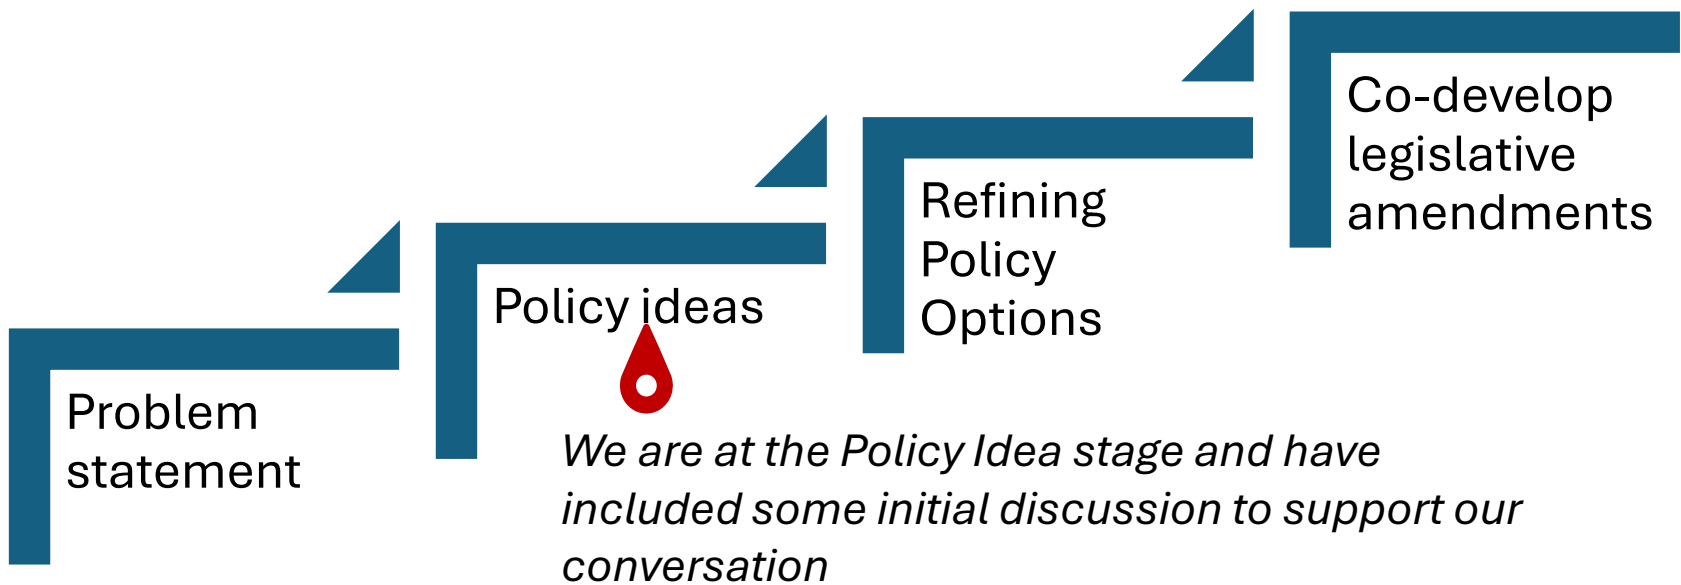 Problem
statement
Policy ideas
We are at the Policy Idea stage and have
included some initial discussion to support our
conversation
Refining
Policy
Options
Co-develop
legislative
amendments